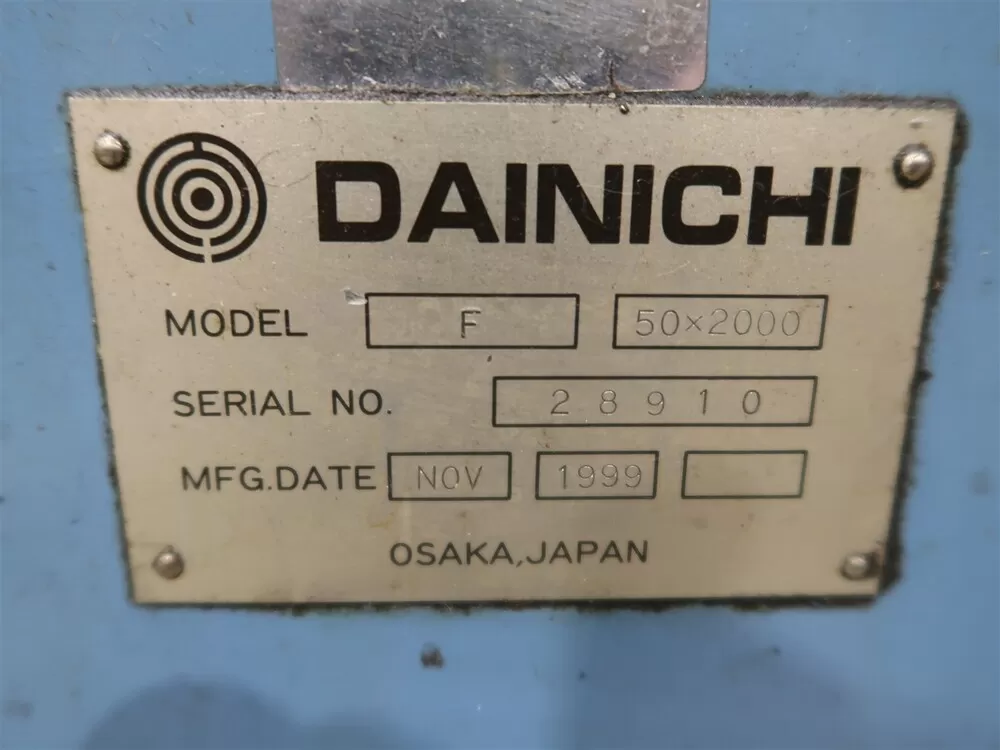 DAINICHI
MODEL F 50×2000
SERIAL NO. 28910
MFG.DATE NOV 1999
OSAKA,JAPAN